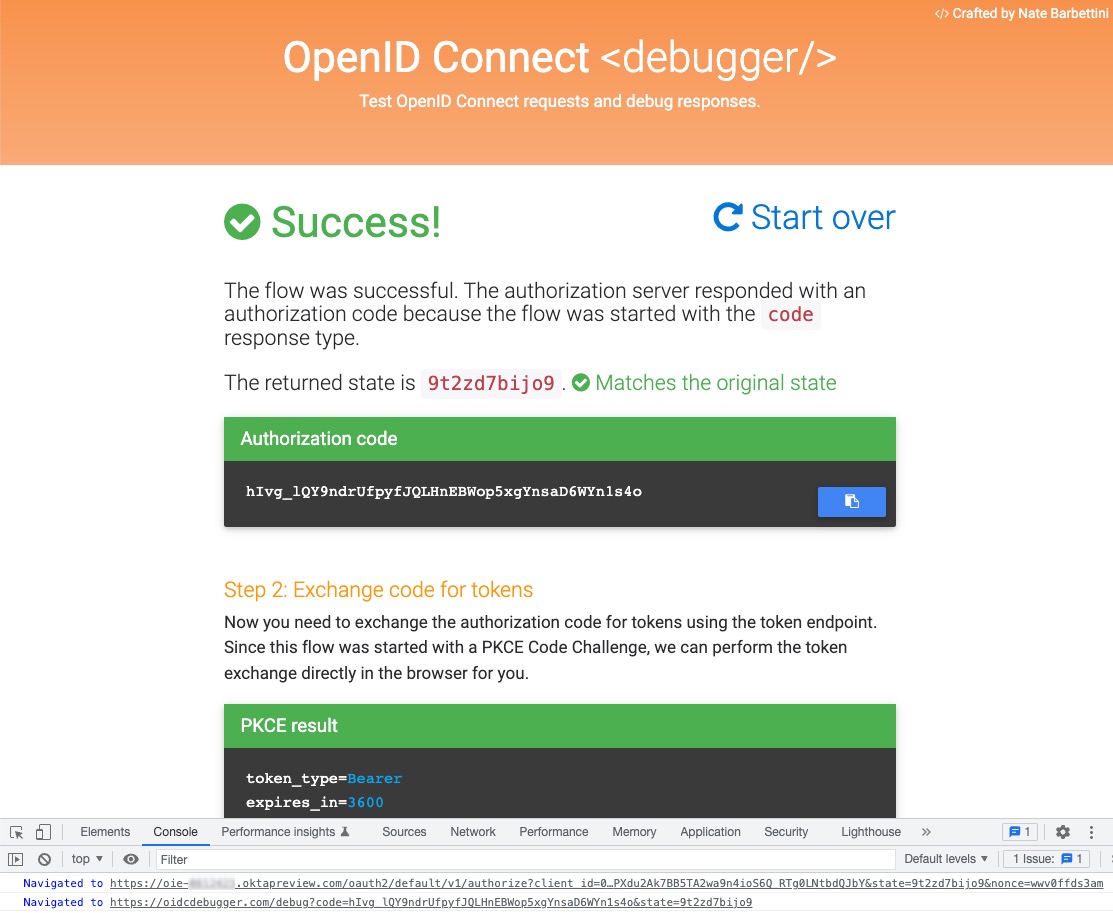 </> Crafted by Nate Barbettini
OpenID Connect <debugger/>
Test OpenID Connect requests and debug responses.
Success!
Start over
The flow was successful. The authorization server responded with an
authorization code because the flow was started with the code
response type.
The returned state is 9t2zd7bijo9 . Matches the original state
Authorization code
hIvg_lQY9ndrUfpyfJQLHnEBWop5xgYnsaD6WYn1s4o
Step 2: Exchange code for tokens
Now you need to exchange the authorization code for tokens using the token endpoint.
Since this flow was started with a PKCE Code Challenge, we can perform the token
exchange directly in the browser for you.
PKCE result
token_type=Bearer
expires_in=3600
Elements Console Performance insights Sources Network Performance Memory Application Security Lighthouse » 1
top Filter Default levels 1 Issue: 1
Navigated to https://oie- .oktapreview.com/oauth2/default/v1/authorize?client_id=0…PXdu2Ak7BB5TA2wa9n4ioS6Q_RTg0LNtbdQJbY&state=9t2zd7bijo9&nonce=wwv0ffds3am
Navigated to https://oidcdebugger.com/debug?code=hIvg_lQY9ndrUfpyfJQLHnEBWop5xgYnsaD6WYn1s4o&state=9t2zd7bijo9